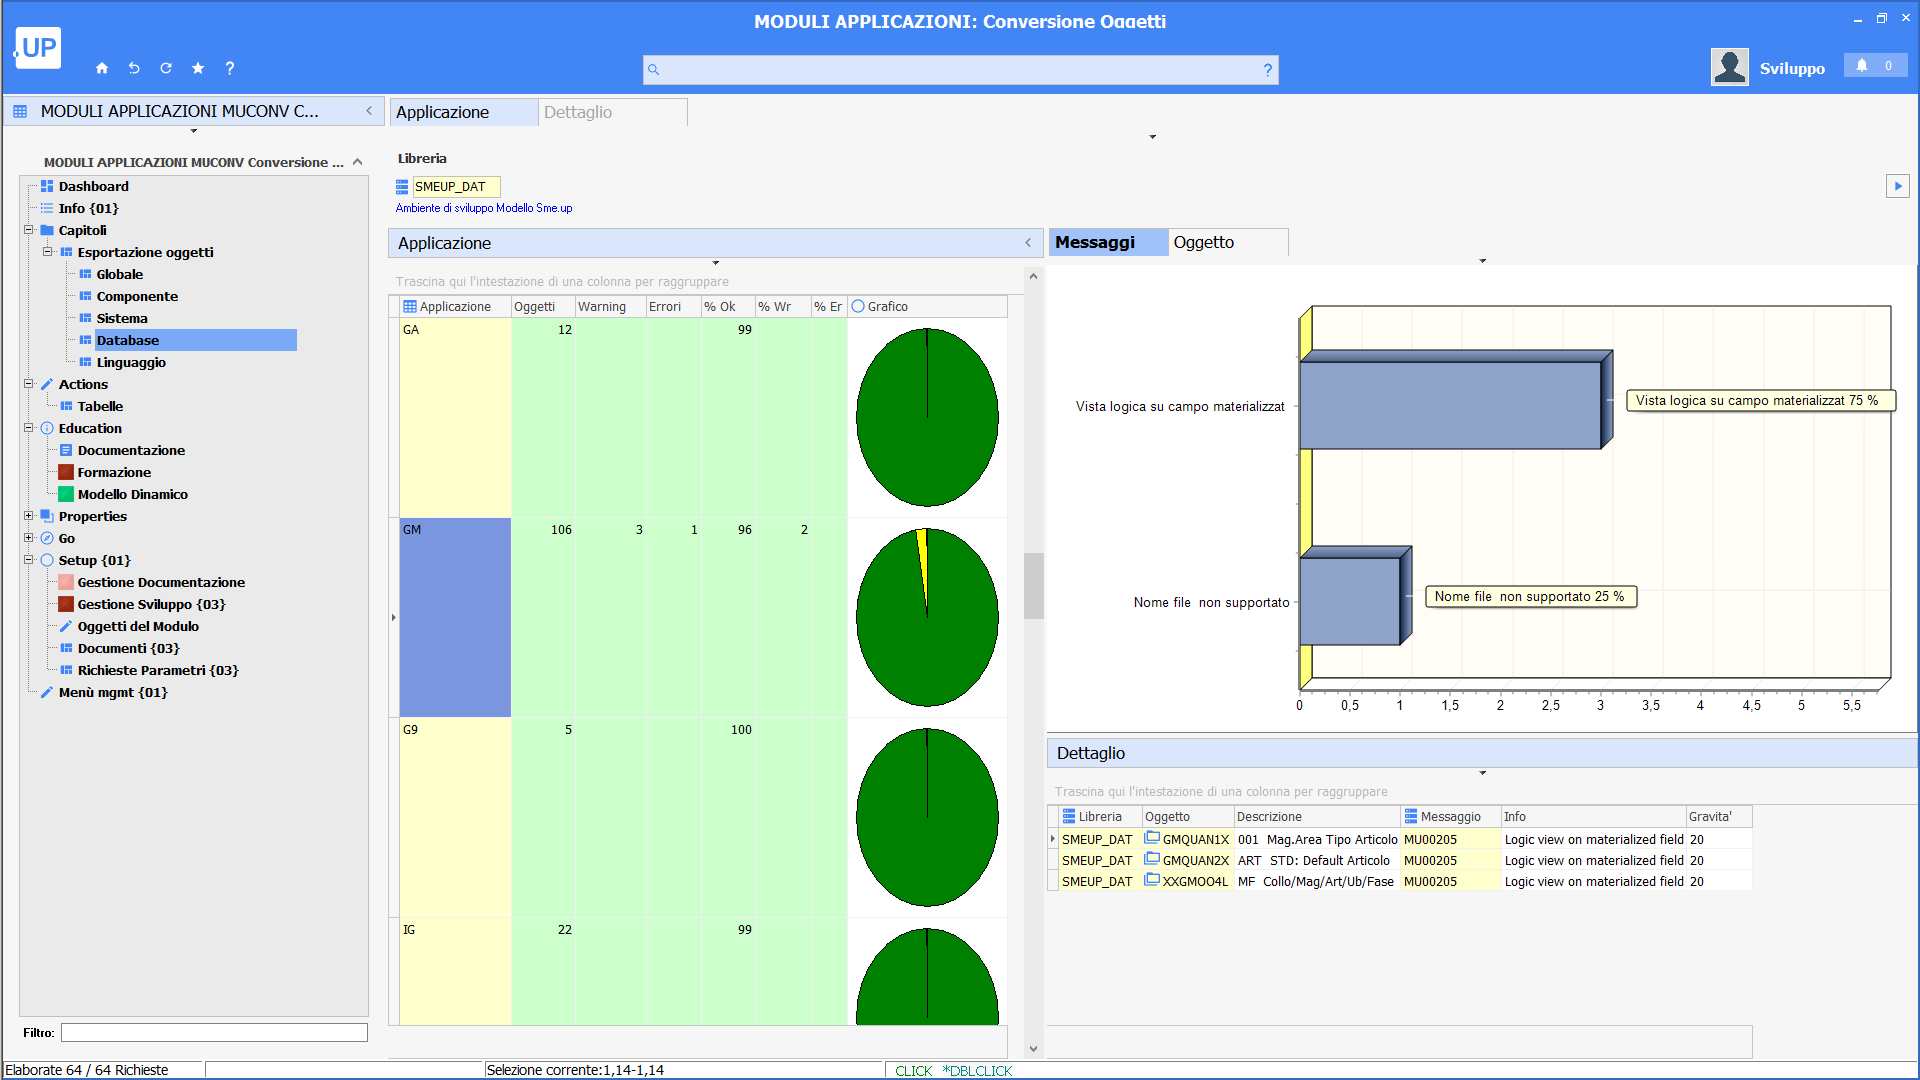 MODULI APPLICAZIONI: Conversione Oggetti
UP
?
?
Sviluppo
0
MODULI APPLICAZIONI MUCONV C...
Applicazione
Dettaglio
MODULI APPLICAZIONI MUCONV Conversione ...
Dashboard
Info {01}
Capitoli
Esportazione oggetti
Globale
Componente
Sistema
Database
Linguaggio
Actions
Tabelle
Education
Documentazione
Formazione
Modello Dinamico
Properties
Go
Setup {01}
Gestione Documentazione
Gestione Sviluppo {03}
Oggetti del Modulo
Documenti {03}
Richieste Parametri {03}
Menù mgmt {01}
Filtro:
Libreria
SMEUP_DAT
Ambiente di sviluppo Modello Sme.up
Applicazione
Trascina qui l'intestazione di una colonna per raggruppare
Applicazione Oggetti Warning Errori % Ok % Wr % Er Grafico
GA 12 99
GM 106 3 1 96 2
G9 5 100
IG 22 99
Messaggi Oggetto
Vista logica su campo materializzat
Vista logica su campo materializzat 75 %
Nome file non supportato
Nome file non supportato 25 %
0 0,5 1 1,5 2 2,5 3 3,5 4 4,5 5 5,5
Dettaglio
Trascina qui l'intestazione di una colonna per raggruppare
Libreria Oggetto Descrizione Messaggio Info Gravita'
SMEUP_DAT GMQUAN1X 001 Mag.Area Tipo Articolo MU00205 Logic view on materialized field 20
SMEUP_DAT GMQUAN2X ART STD: Default Articolo MU00205 Logic view on materialized field 20
SMEUP_DAT XXGMOO4L MF Collo/Mag/Art/Ub/Fase MU00205 Logic view on materialized field 20
Elaborate 64 / 64 Richieste
Selezione corrente:1,14-1,14
CLICK *DBLCLICK